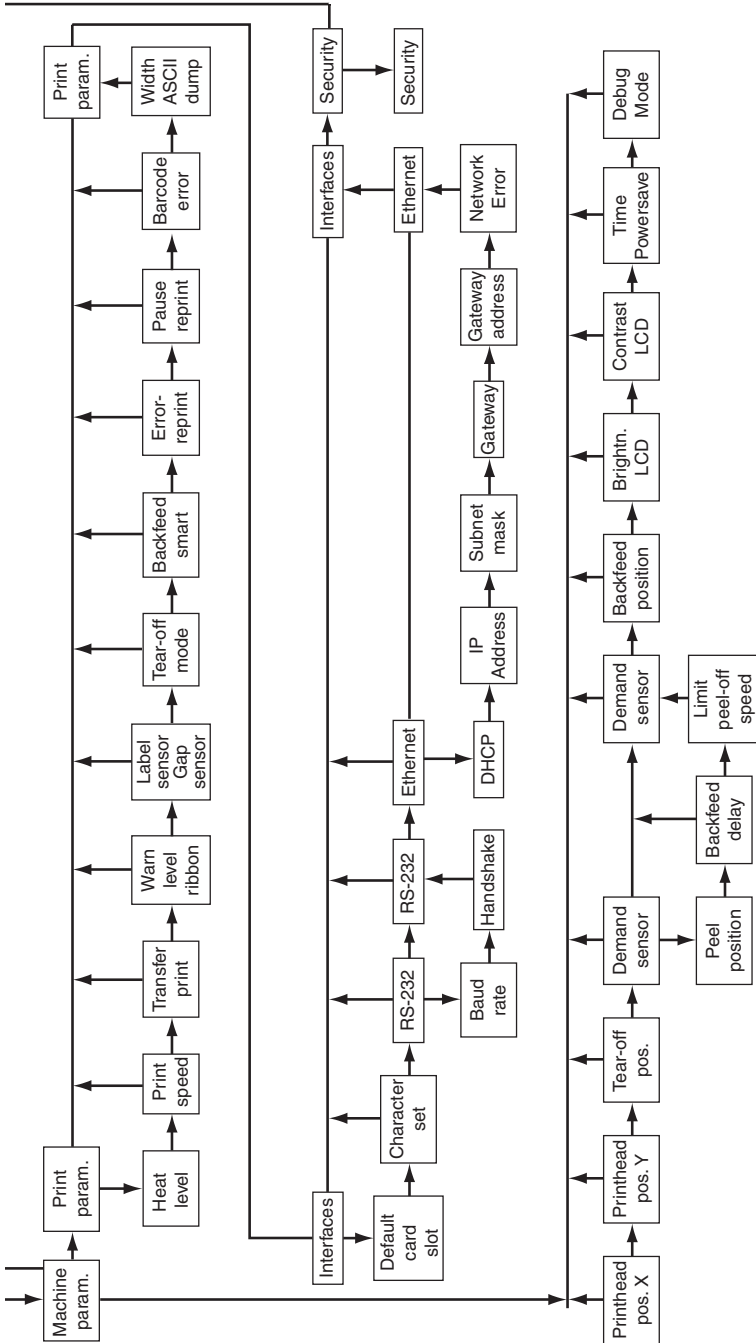 Machine
param.
Print
param.
Print
param.
Heat
level
Print
speed
Transfer
print
Warn
level
ribbon
Label
sensor
Gap
sensor
Tear-off
mode
Backfeed
smart
Error-
reprint
Pause
reprint
Barcode
error
Width
ASCII
dump
Interfaces
Interfaces
Security
Security
Default
card
slot
Character
set
RS-232
RS-232
Ethernet
Ethernet
Baud
rate
Handshake
DHCP
IP
Address
Subnet
mask
Gateway
Gateway
address
Network
Error
Printhead
pos. X
Printhead
pos. Y
Tear-off
pos.
Demand
sensor
Demand
sensor
Backfeed
position
Brightn.
LCD
Contrast
LCD
Time
Powersave
Debug
Mode
Peel
position
Backfeed
delay
Limit
peel-off
speed